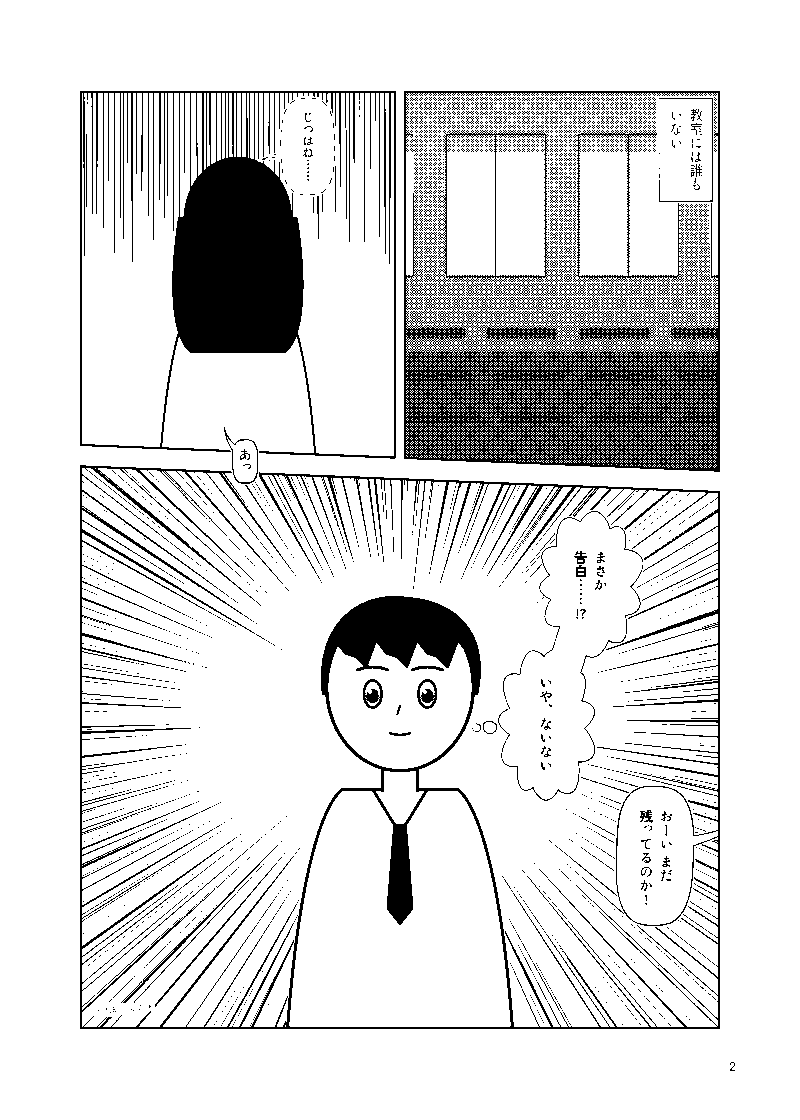 教室には誰も
いない
じつはね……
あっ
まさか
告白……!?
いや、ないない
おーい まだ
残ってるのか!
2